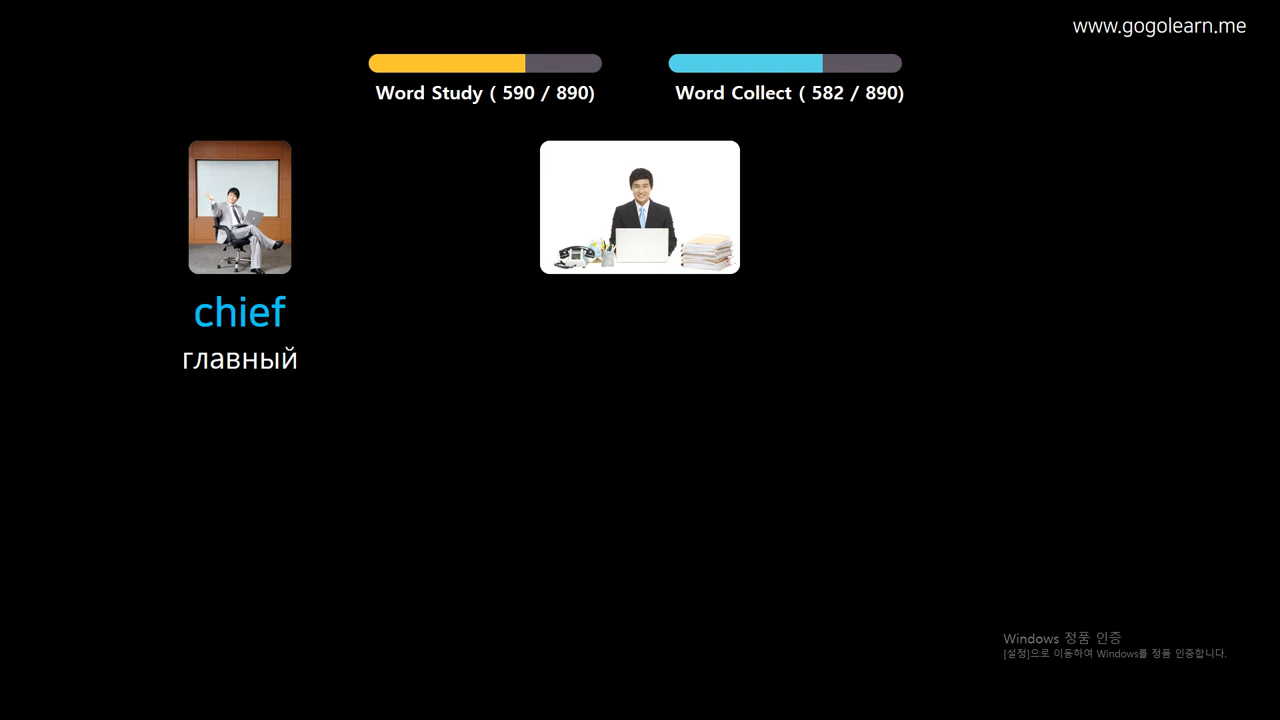 www.gogolearn.me
Word Study ( 590 / 890)
Word Collect ( 582 / 890)
chief
главный
Windows 정품 인증
[설정]으로 이동하여 Windows를 정품 인증합니다.